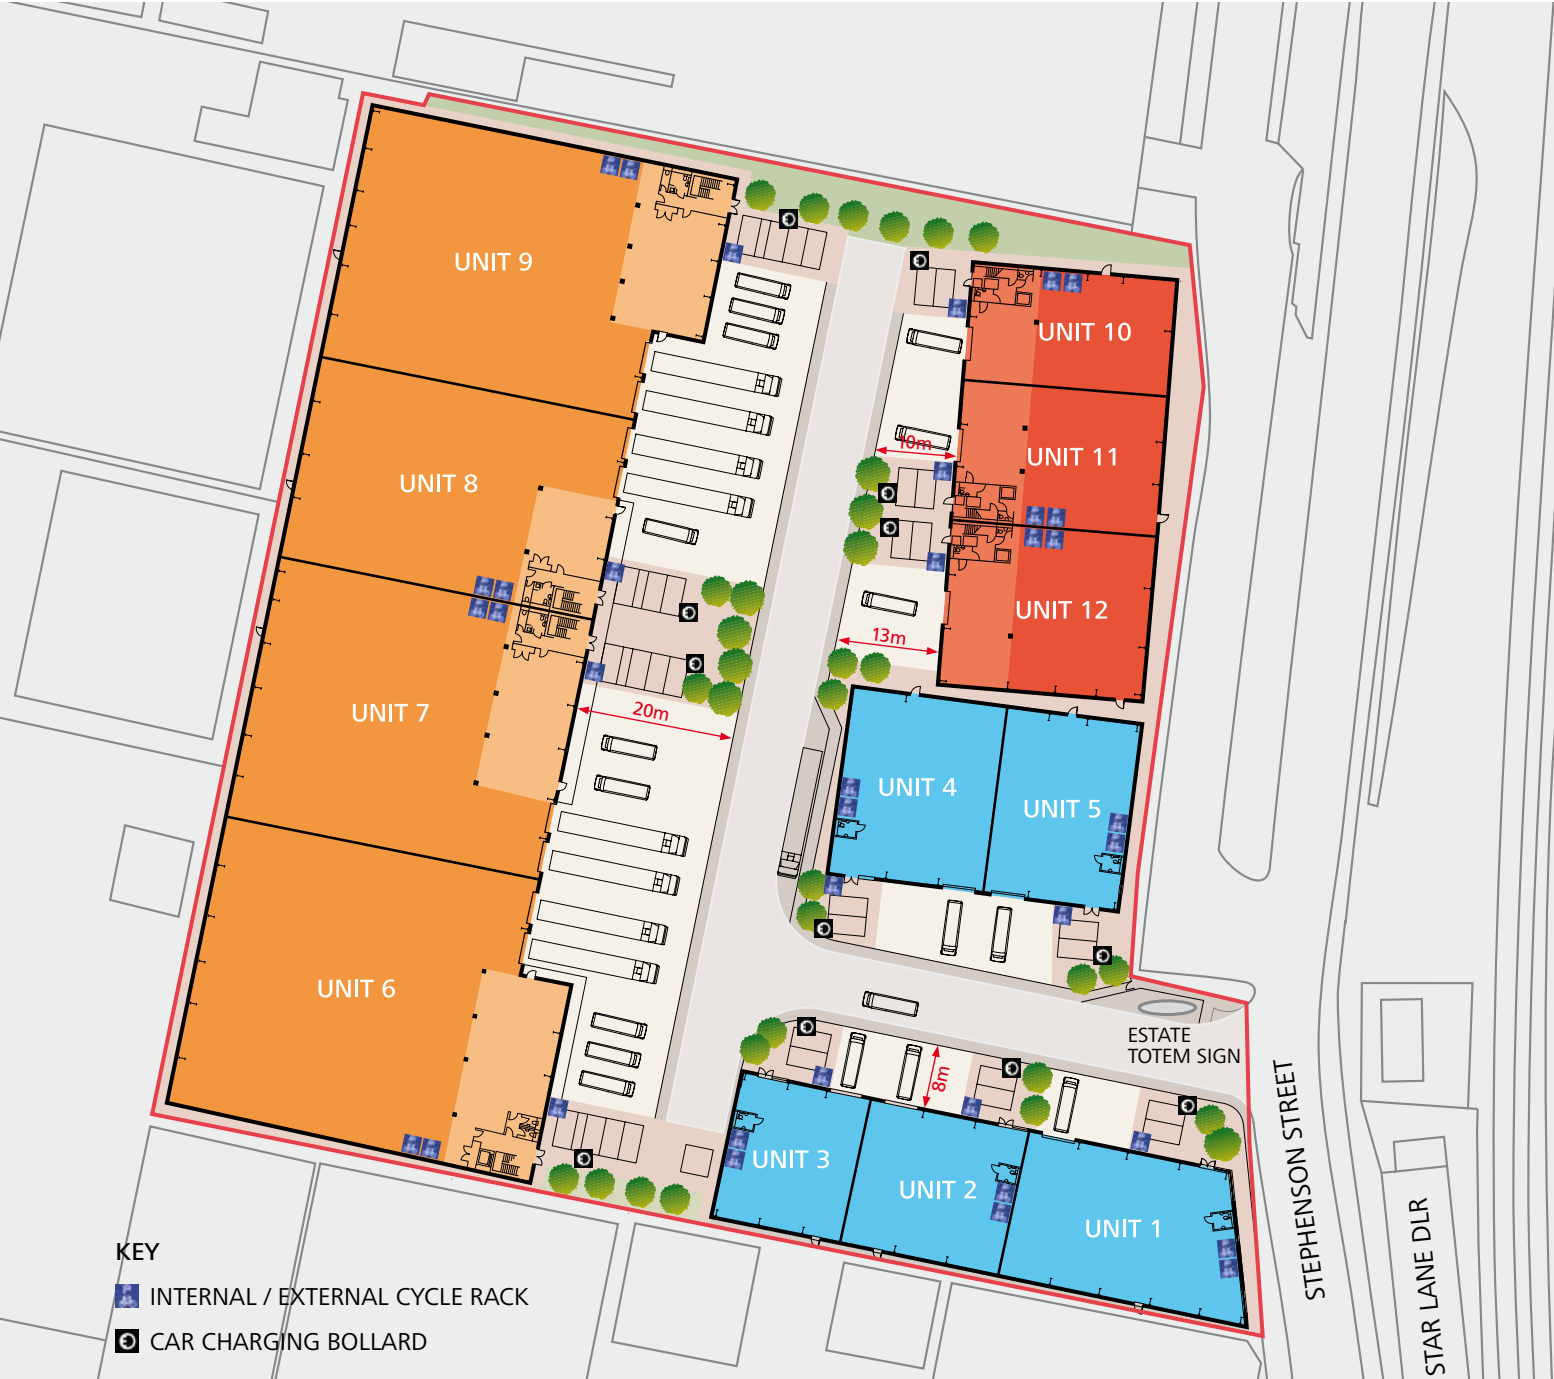 UNIT 9
UNIT 10
10m
UNIT 11
UNIT 8
UNIT 12
13m
UNIT 7
20m
UNIT 4
UNIT 5
UNIT 6
ESTATE
TOTEM SIGN
8m
UNIT 3
UNIT 2
UNIT 1
STEPHENSON STREET
STAR LANE DLR
KEY
INTERNAL / EXTERNAL CYCLE RACK
CAR CHARGING BOLLARD